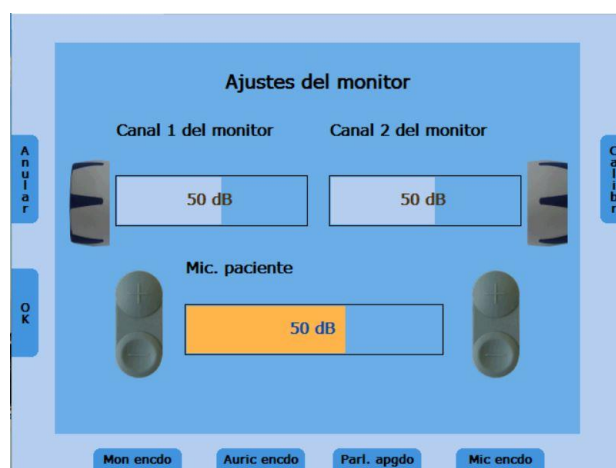 Ajustes del monitor
Canal 1 del monitor
Canal 2 del monitor
Anular
50 dB
50 dB
Calibr
Mic. paciente
OK
50 dB
Mon encdo
Auric encdo
Parl. apgdo
Mic encdo